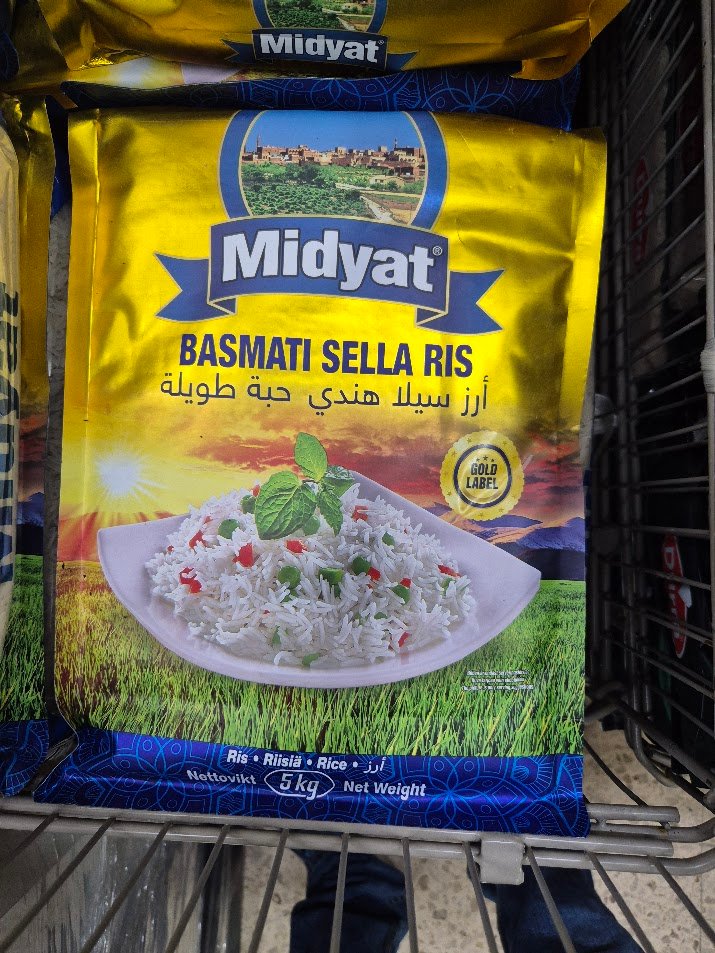 Midyat
Midyat®
BASMATI SELLA RIS
أرز سيلا هندي حبة طويلة
GOLD
LABEL
Ris • Riisiä • Rice • أرز
Nettovikt 5kg Net Weight